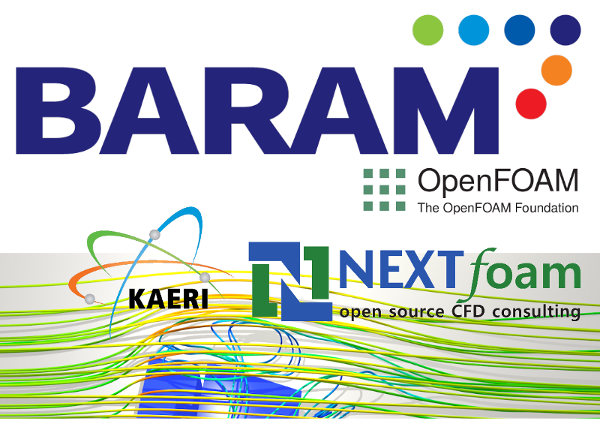 BARAM
OpenFOAM
The OpenFOAM Foundation
KAERI
NEXTfoam
open source CFD consulting